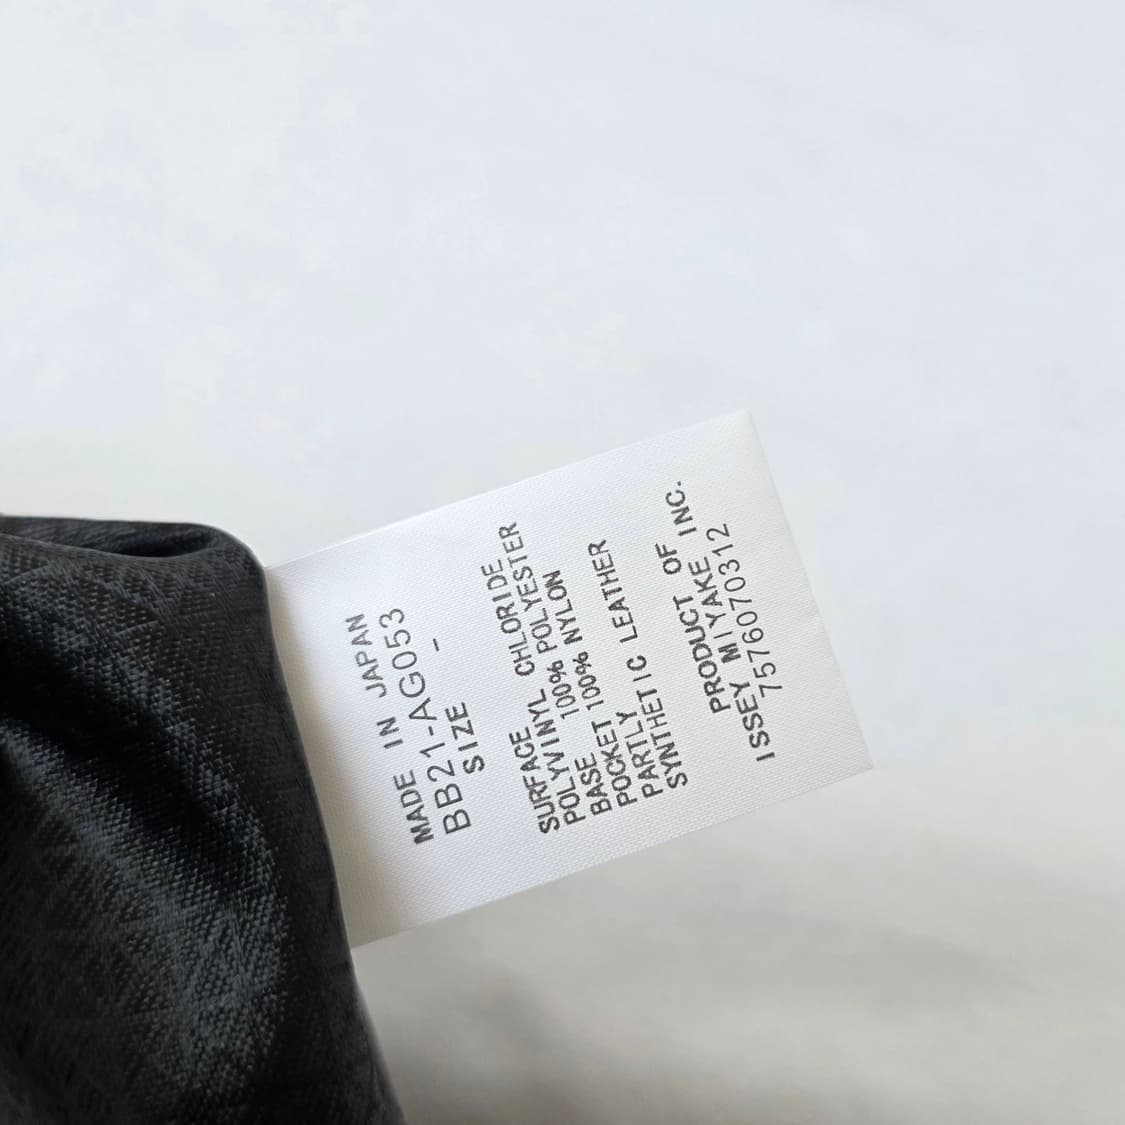 MADE IN JAPAN
BB21-AG053
SIZE -
SURFACE
POLYVINYL CHLORIDE
BASE 100% POLYESTER
POCKET 100% NYLON
PARTLY
SYNTHETIC LEATHER
PRODUCT OF
ISSEY MIYAKE INC.
7576070312